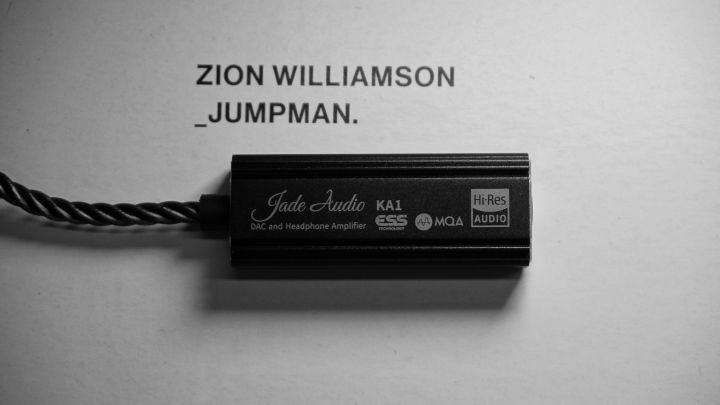 ZION WILLIAMSON
_JUMPMAN.
Jade Audio KA1
DAC and Headphone Amplifier
ESS
TECHNOLOGY
MQA
Hi-Res
AUDIO